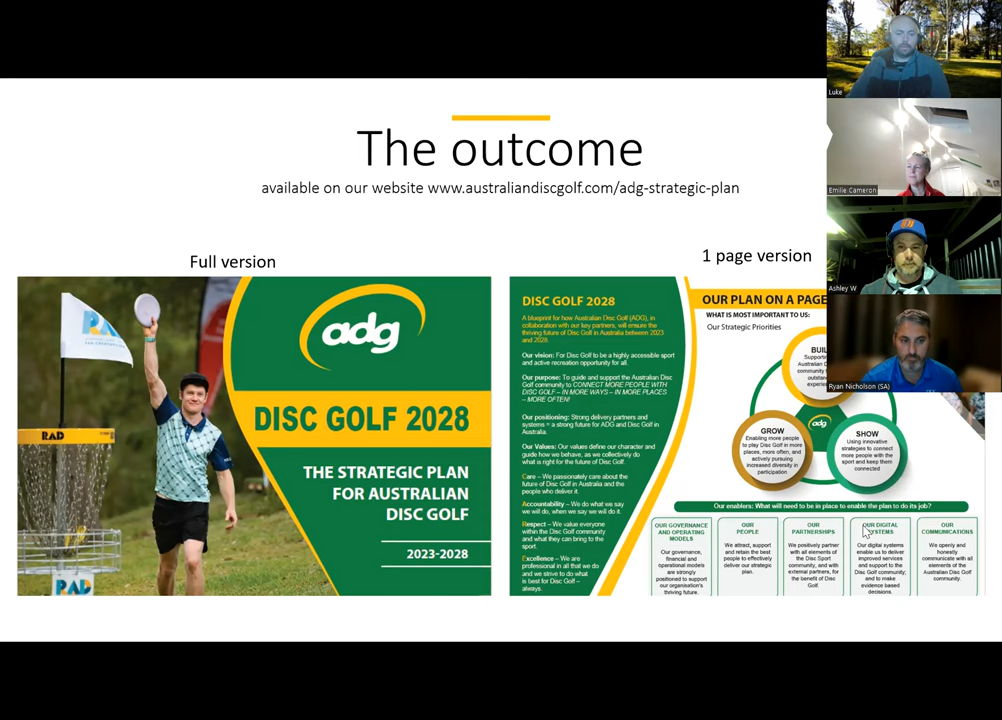 The outcome
available on our website www.australiandiscgolf.com/adg-strategic-plan
Full version
1 page version
adg
DISC GOLF 2028
THE STRATEGIC PLAN
FOR AUSTRALIAN
DISC GOLF
2023-2028
RAD
RAD
DISC GOLF 2028
A blueprint for how Australian Disc Golf (ADG), in
collaboration with our key partners, will ensure the
thriving future of Disc Golf in Australia between 2023
and 2028.
Our vision: For Disc Golf to be a highly accessible sport
and active recreation opportunity for all.
Our purpose: To guide and support the Australian Disc
Golf community to CONNECT MORE PEOPLE WITH
DISC GOLF – IN MORE WAYS – IN MORE PLACES
– MORE OFTEN!
Our positioning: Strong delivery partners and
systems = a strong future for ADG and Disc Golf in
Australia.
Our Values: Our values define our character and
guide how we behave, as we collectively do
what is right for the future of Disc Golf.
Care – We passionately care about the
future of Disc Golf in Australia and the
people who deliver it.
Accountability – We do what we say
we will do, when we say we will do it.
Respect – We value everyone
within the Disc Golf community
and what they can bring to the
sport.
Excellence – We are
professional in all that we do
and we strive to do what
is best for Disc Golf –
always.
OUR PLAN ON A PAGE
WHAT IS MOST IMPORTANT TO US:
Our Strategic Priorities
BUIL
Supporti
Australian D
community t
outsta
experie
adg
GROW
Enabling more people
to play Disc Golf in more
places, more often, and
actively pursuing
increased diversity in
participation
SHOW
Using innovative
strategies to connect
more people with the
sport and keep them
connected
Our enablers: What will need to be in place to enable the plan to do its job?
OUR GOVERNANCE
AND OPERATING
MODELS
Our governance,
financial and
operational models
are strongly
positioned to support
our organisation's
thriving future.
OUR
PEOPLE
We attract, support
and retain the best
people to effectively
deliver our strategic
plan.
OUR
PARTNERSHIPS
We positively partner
with all elements of
the Disc Sport
community, and with
external partners, for
the benefit of Disc
Golf.
OUR DIGITAL
SYSTEMS
Our digital systems
enable us to deliver
improved services
and support to the
Disc Golf community;
and to make
evidence based
decisions.
OUR
COMMUNICATIONS
We openly and
honestly
communicate with all
elements of the
Australian Disc Golf
community.
Luke
Emilie Cameron
Ashley W
Ryan Nicholson (SA)